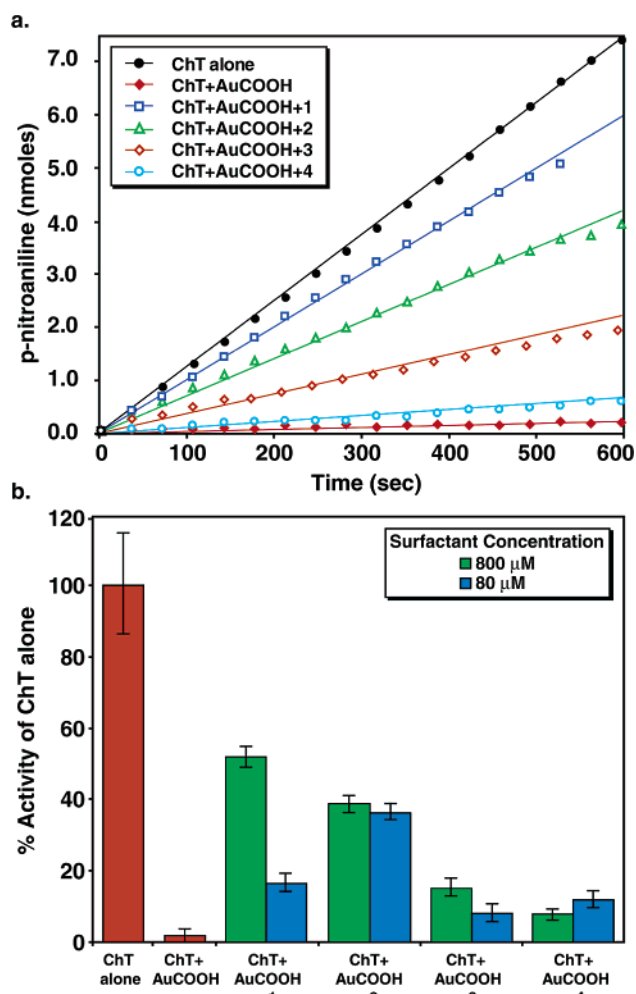 a.
7.0
6.0
5.0
4.0
3.0
2.0
1.0
0.0
p-nitroaniline (nmoles)
ChT alone
ChT+AuCOOH
ChT+AuCOOH+1
ChT+AuCOOH+2
ChT+AuCOOH+3
ChT+AuCOOH+4
0 100 200 300 400 500 600
Time (sec)
b.
120
100
80
60
40
20
0
% Activity of ChT alone
Surfactant Concentration
800 µM
80 µM
ChT ChT+ ChT+ ChT+ ChT+ ChT+
alone AuCOOH AuCOOH AuCOOH AuCOOH AuCOOH